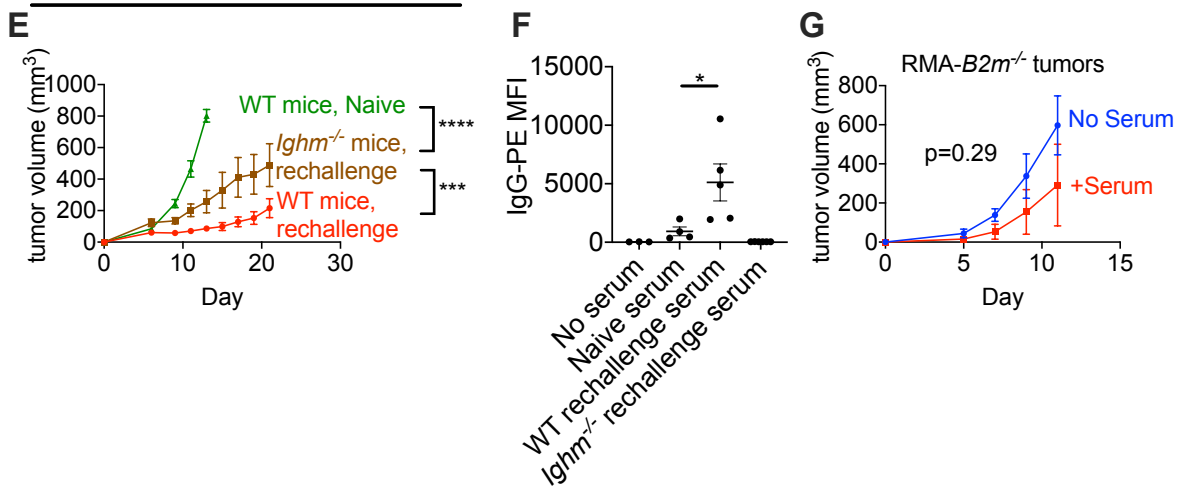 E
tumor volume (mm³)
1000
800
600
400
200
0
0
10
20
30
Day
WT mice, Naive
Ighm-/- mice,
rechallenge
WT mice,
rechallenge
****
***
F
IgG-PE MFI
15000
10000
5000
0
*
No serum
Naive serum
WT rechallenge serum
Ighm-/- rechallenge serum
G
RMA-B2m-/- tumors
tumor volume (mm³)
800
600
400
200
0
0
5
10
15
Day
p=0.29
No Serum
+Serum